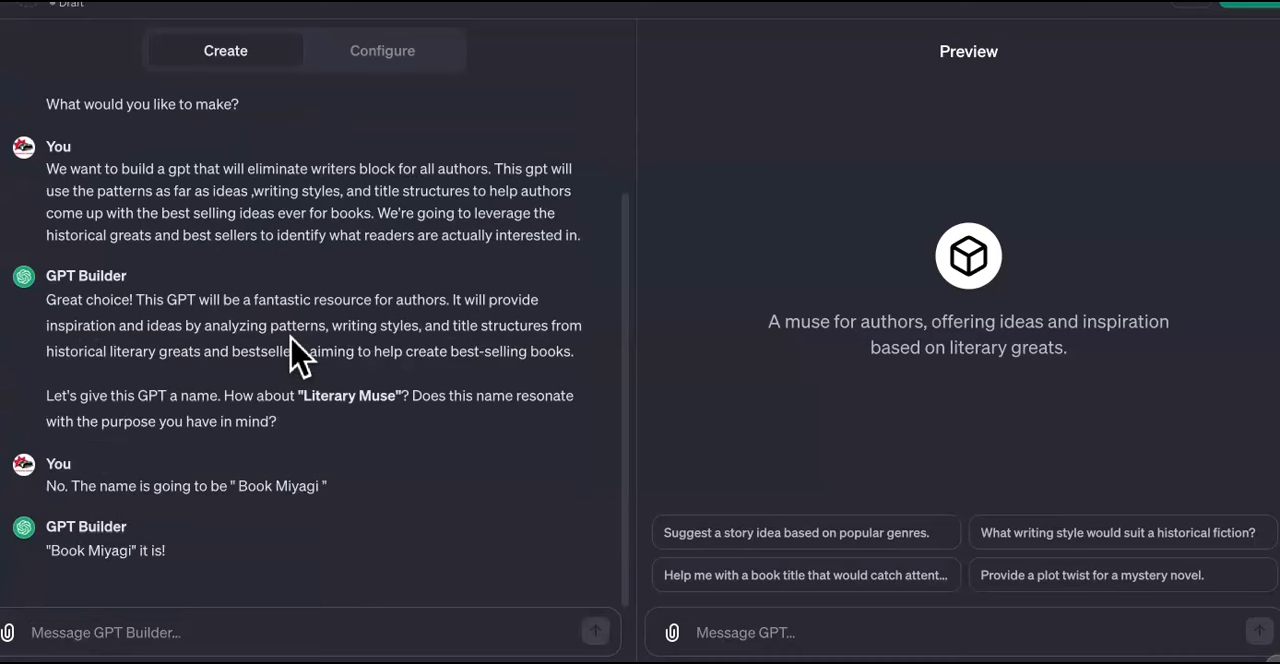 Draft
Create
Configure
Preview
What would you like to make?
You
We want to build a gpt that will eliminate writers block for all authors. This gpt will
use the patterns as far as ideas ,writing styles, and title structures to help authors
come up with the best selling ideas ever for books. We're going to leverage the
historical greats and best sellers to identify what readers are actually interested in.
GPT Builder
Great choice! This GPT will be a fantastic resource for authors. It will provide
inspiration and ideas by analyzing patterns, writing styles, and title structures from
historical literary greats and bestselle aiming to help create best-selling books.
Let's give this GPT a name. How about "Literary Muse"? Does this name resonate
with the purpose you have in mind?
You
No. The name is going to be " Book Miyagi "
GPT Builder
"Book Miyagi" it is!
Message GPT Builder...
A muse for authors, offering ideas and inspiration
based on literary greats.
Suggest a story idea based on popular genres.
What writing style would suit a historical fiction?
Help me with a book title that would catch attent...
Provide a plot twist for a mystery novel.
Message GPT...